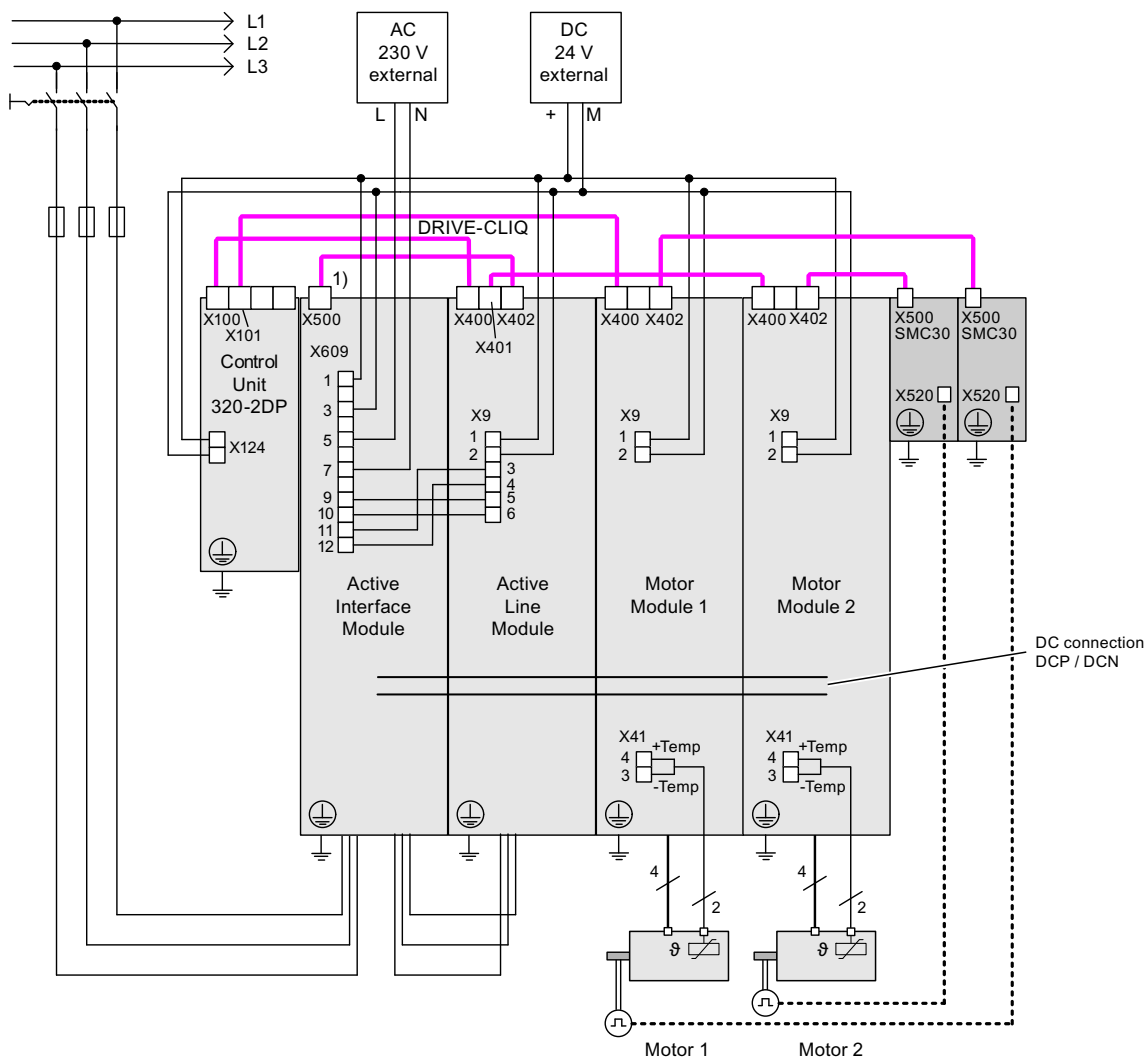 L1
L2
L3
AC
230 V
external
DC
24 V
external
L N
+ M
DRIVE-CLIQ
1)
X100
X101
Control
Unit
320-2DP
X124
X500
X609
1
3
5
7
9
10
11
12
Active
Interface
Module
X400 X402
X401
X9
1
2
3
4
5
6
Active
Line
Module
X400 X402
X9
1
2
Motor
Module 1
X41
4
3
+Temp
-Temp
X400 X402
X9
1
2
Motor
Module 2
X41
4
3
+Temp
-Temp
X500
SMC30
X520
X500
SMC30
X520
DC connection
DCP / DCN
4
2
4
2
ϑ
ϑ
Motor 1
Motor 2